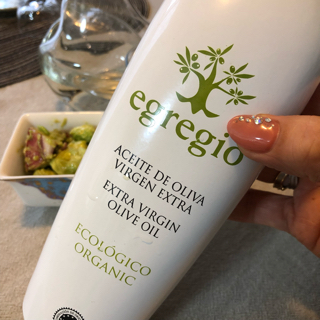 egregio
ACEITE DE OLIVA
VIRGEN EXTRA
EXTRA VIRGIN
OLIVE OIL
ECOLÓGICO
ORGANIC